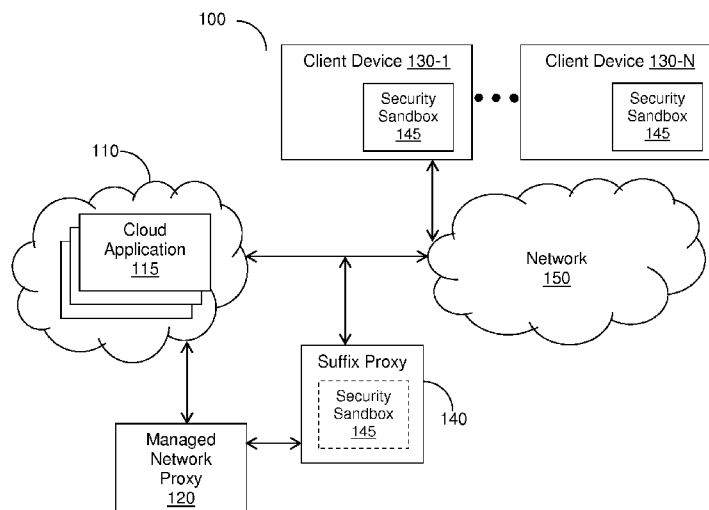 100
Client Device 130-1
Security
Sandbox
145
Client Device 130-N
Security
Sandbox
145
110
Cloud
Application
115
Network
150
Suffix Proxy
Security
Sandbox
145
140
Managed
Network
Proxy
120